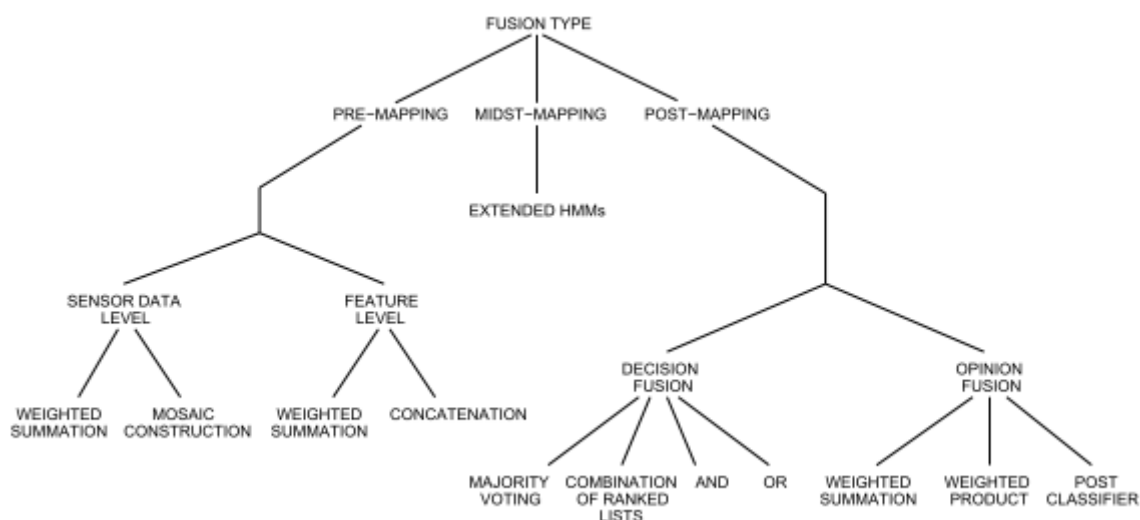 FUSION TYPE
PRE−MAPPING
MIDST−MAPPING
POST−MAPPING
EXTENDED HMMs
SENSOR DATA
LEVEL
FEATURE
LEVEL
DECISION
FUSION
OPINION
FUSION
WEIGHTED
SUMMATION
MOSAIC
CONSTRUCTION
WEIGHTED
SUMMATION
CONCATENATION
MAJORITY
VOTING
COMBINATION
OF RANKED
LISTS
AND
OR
WEIGHTED
SUMMATION
WEIGHTED
PRODUCT
POST
CLASSIFIER